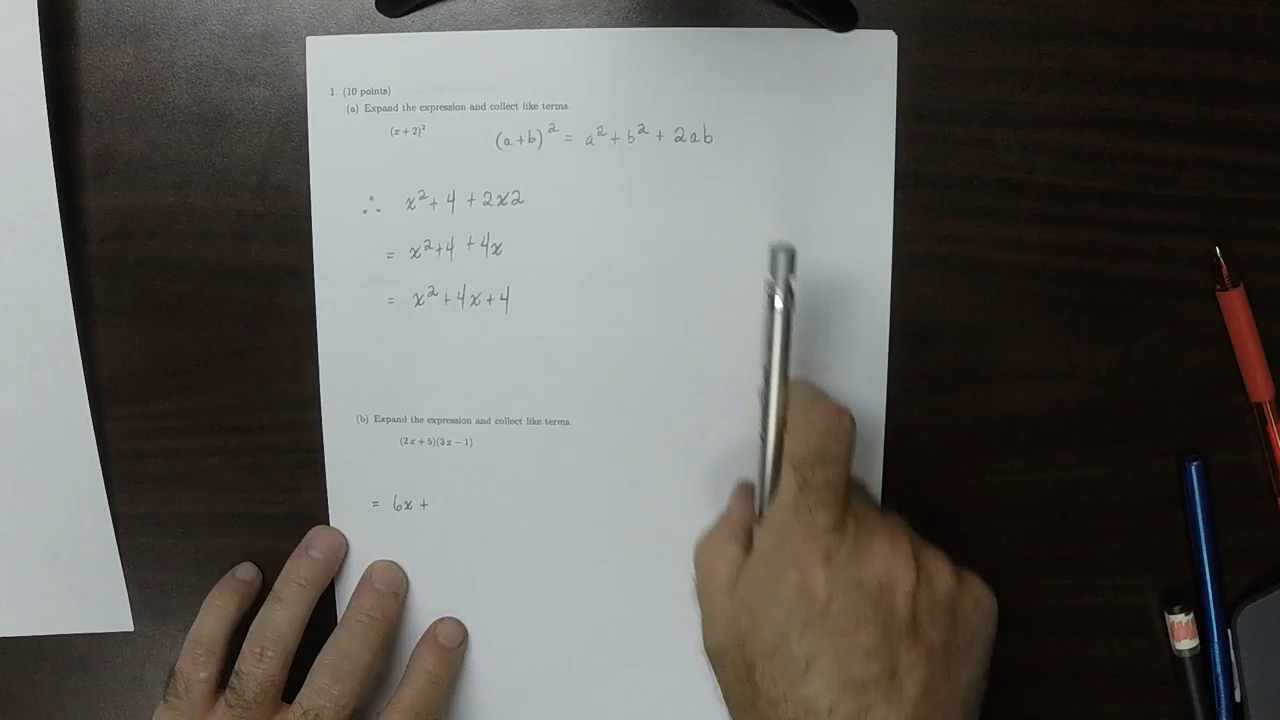 1. (10 points)
(a) Expand the expression and collect like terms.
(x + 2)²
(a+b)² = a² + b² + 2ab
∴ x² + 4 + 2x2
= x² + 4 + 4x
= x² + 4x + 4
(b) Expand the expression and collect like terms.
(2x + 5)(3x − 1)
= 6x +